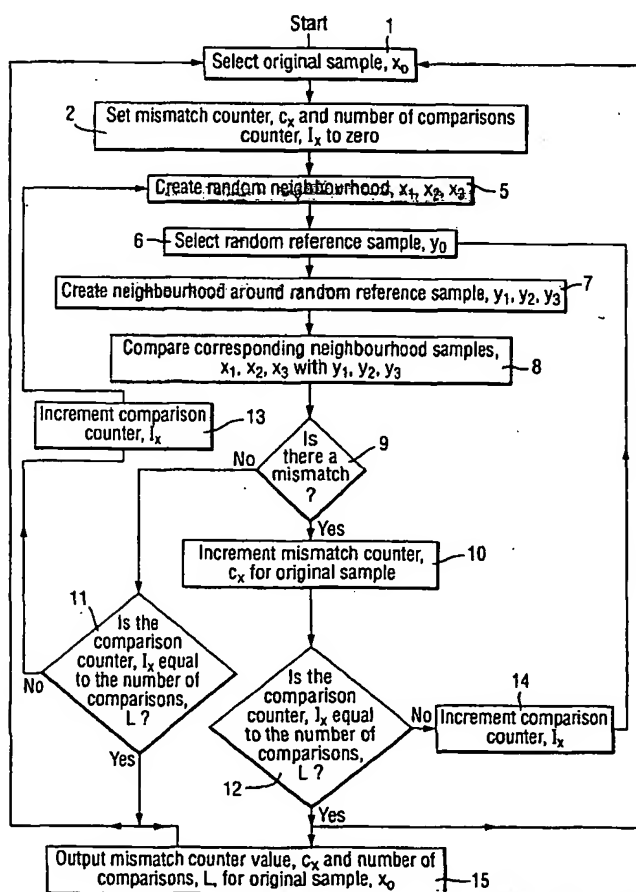 Start
1
Select original sample, x₀
2
Set mismatch counter, cₓ and number of comparisons
counter, Iₓ to zero
Create random neighbourhood, x₁, x₂, x₃
5
6
Select random reference sample, y₀
7
Create neighbourhood around random reference sample, y₁, y₂, y₃
Compare corresponding neighbourhood samples,
x₁, x₂, x₃ with y₁, y₂, y₃
8
Increment comparison
counter, Iₓ
13
Is
there a
mismatch
?
9
No
Yes
Increment mismatch counter,
cₓ for original sample
10
11
Is the
comparison
counter, Iₓ equal
to the number of
comparisons,
L ?
No
Yes
Is the
comparison
counter, Iₓ equal
to the number of
comparisons,
L ?
12
No
Yes
14
Increment comparison
counter, Iₓ
Output mismatch counter value, cₓ and number of
comparisons, L, for original sample, x₀
15